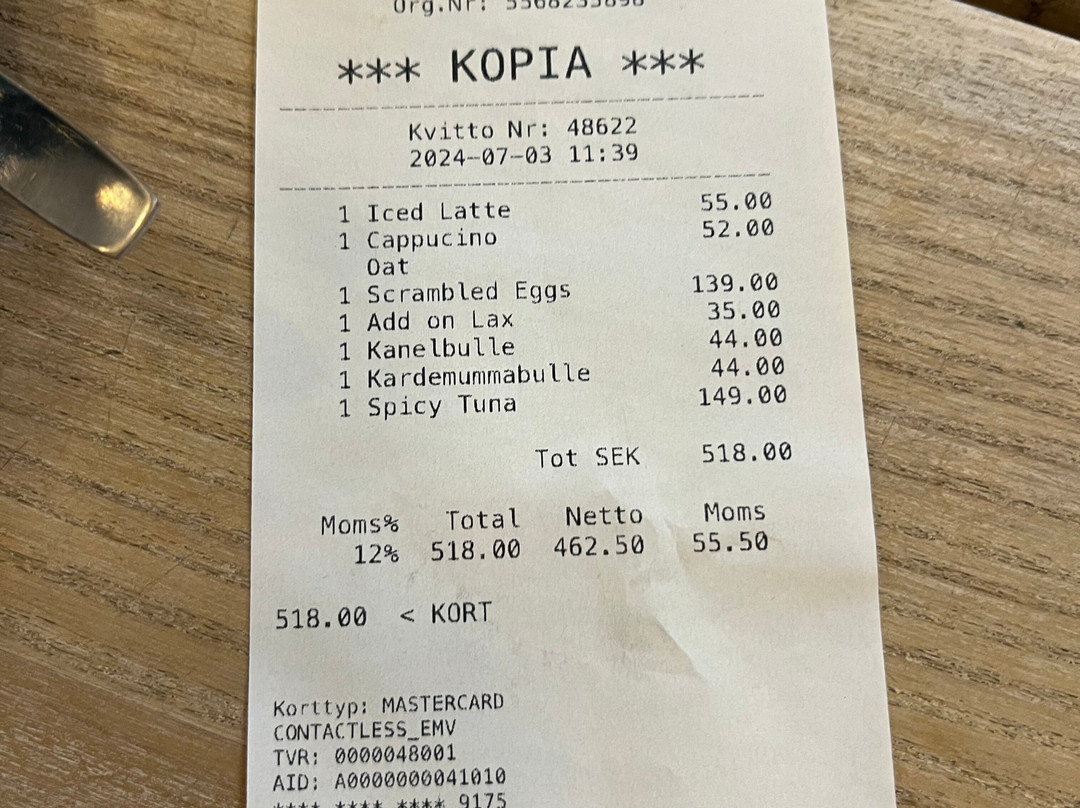 Org.Nr: 5568235898
*** KOPIA ***
Kvitto Nr: 48622
2024-07-03 11:39
1 Iced Latte 55.00
1 Cappucino 52.00
Oat
1 Scrambled Eggs 139.00
1 Add on Lax 35.00
1 Kanelbulle 44.00
1 Kardemummabulle 44.00
1 Spicy Tuna 149.00
Tot SEK 518.00
Moms% Total Netto Moms
12% 518.00 462.50 55.50
518.00 < KORT
Korttyp: MASTERCARD
CONTACTLESS_EMV
TVR: 0000048001
AID: A0000000041010
**** **** **** 9175